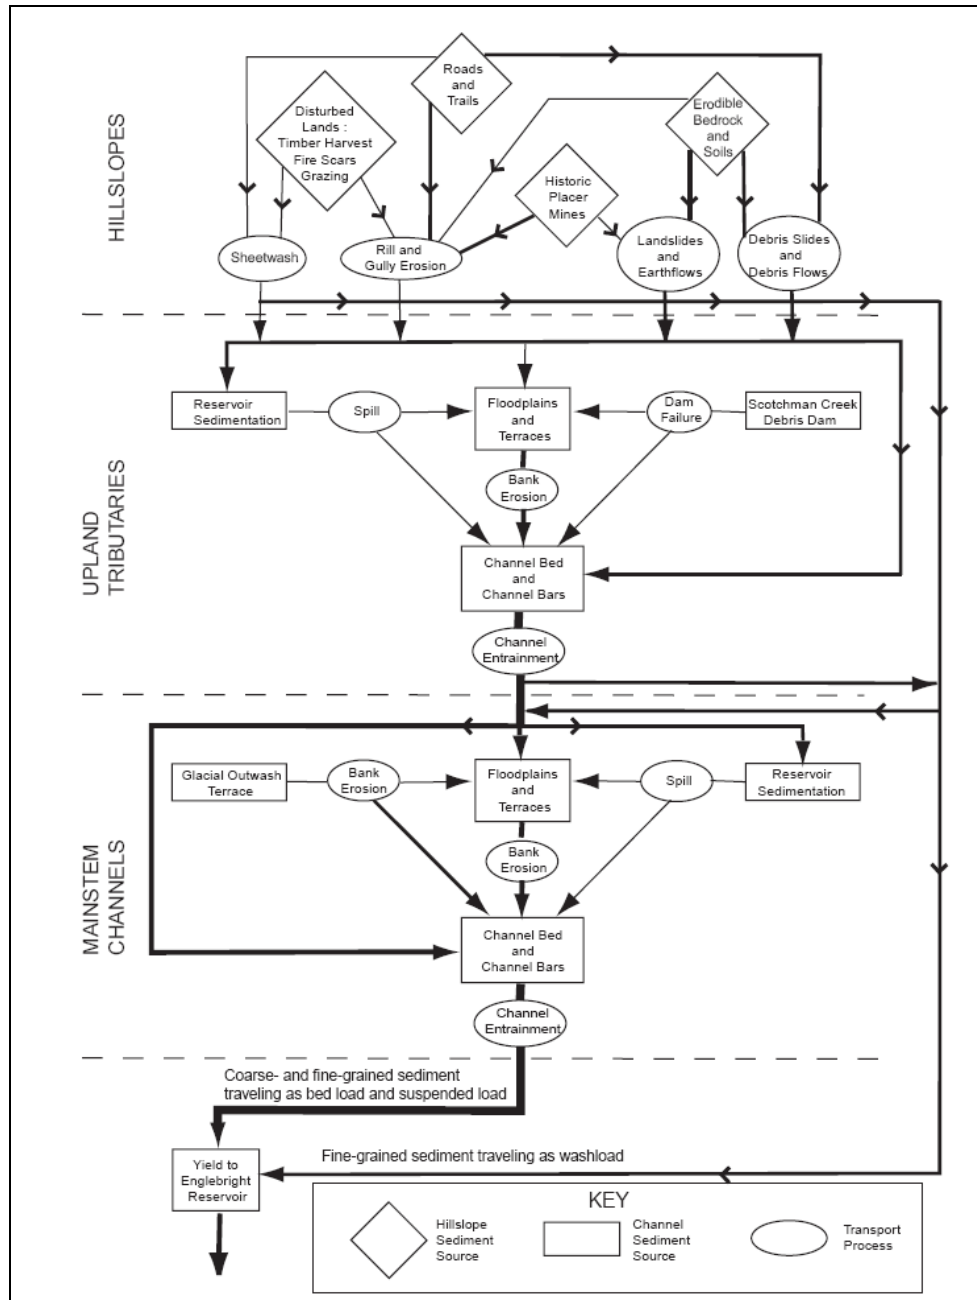 HILLSLOPES
Roads
and
Trails
Disturbed
Lands :
Timber Harvest
Fire Scars
Grazing
Erodible
Bedrock
and
Soils
Historic
Placer
Mines
Sheetwash
Rill and
Gully Erosion
Landslides
and
Earthflows
Debris Slides
and
Debris Flows
UPLAND
TRIBUTARIES
Reservoir
Sedimentation
Spill
Floodplains
and
Terraces
Dam
Failure
Scotchman Creek
Debris Dam
Bank
Erosion
Channel Bed
and
Channel Bars
Channel
Entrainment
MAINSTEM
CHANNELS
Glacial Outwash
Terrace
Bank
Erosion
Floodplains
and
Terraces
Spill
Reservoir
Sedimentation
Bank
Erosion
Channel Bed
and
Channel Bars
Channel
Entrainment
Coarse- and fine-grained sediment
traveling as bed load and suspended load
Yield to
Englebright
Reservoir
Fine-grained sediment traveling as washload
KEY
Hillslope
Sediment
Source
Channel
Sediment
Source
Transport
Process